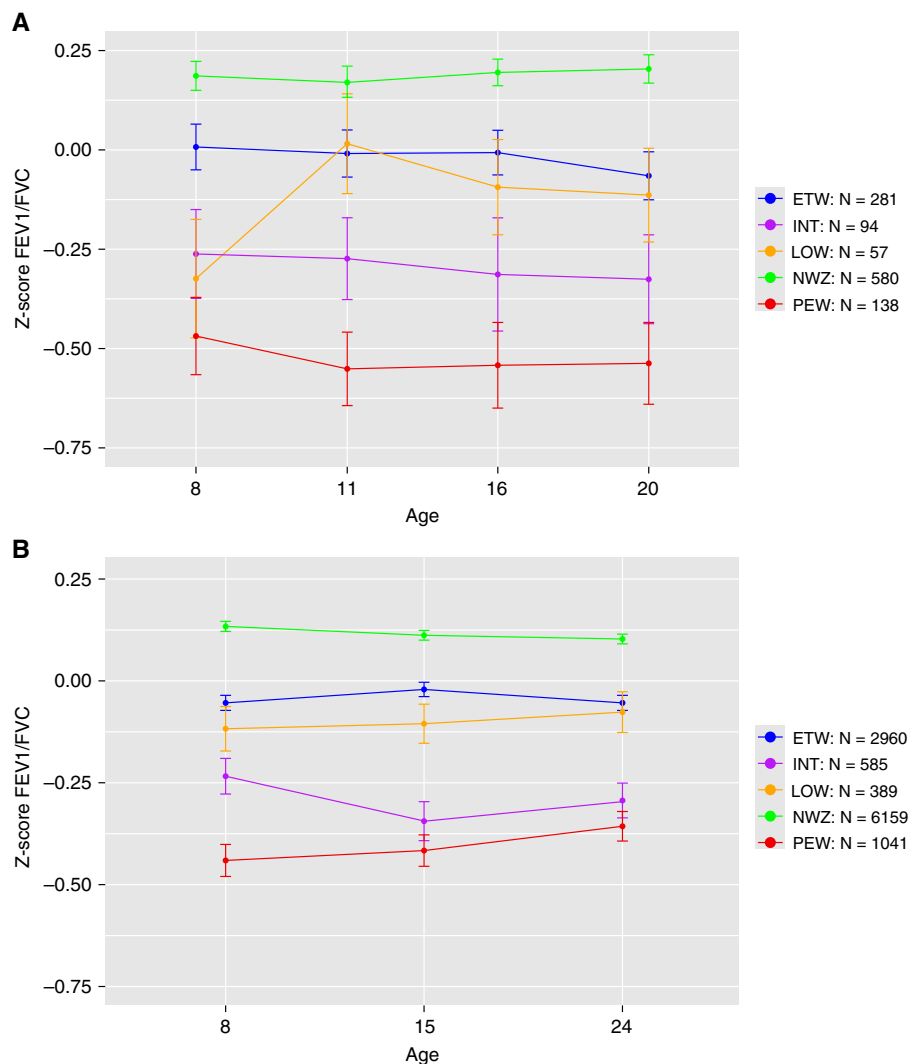 A
0.25
0.00
−0.25
−0.50
−0.75
Z-score FEV1/FVC
8 11 16 20
Age
ETW: N = 281
INT: N = 94
LOW: N = 57
NWZ: N = 580
PEW: N = 138
B
0.25
0.00
−0.25
−0.50
−0.75
Z-score FEV1/FVC
8 15 24
Age
ETW: N = 2960
INT: N = 585
LOW: N = 389
NWZ: N = 6159
PEW: N = 1041